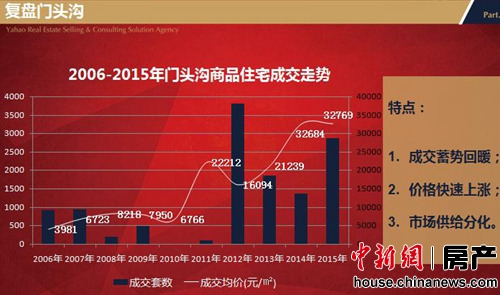 复盘门头沟
Yahao Real Estate Selling & Consulting Solution Agency
Part.
2006-2015年门头沟商品住宅成交走势
4000
3500
3000
2500
2000
1500
1000
500
0
40000
35000
30000
25000
20000
15000
10000
5000
0
3981
6723
8218
7950
6766
22212
16094
21239
32684
32769
2006年 2007年 2008年 2009年 2010年 2011年 2012年 2013年 2014年 2015年
成交套数 成交均价(元/㎡)
特点：
1. 成交蓄势回暖；
2. 价格快速上涨；
3. 市场供给分化。
中新网 | 房产
house.chinanews.com